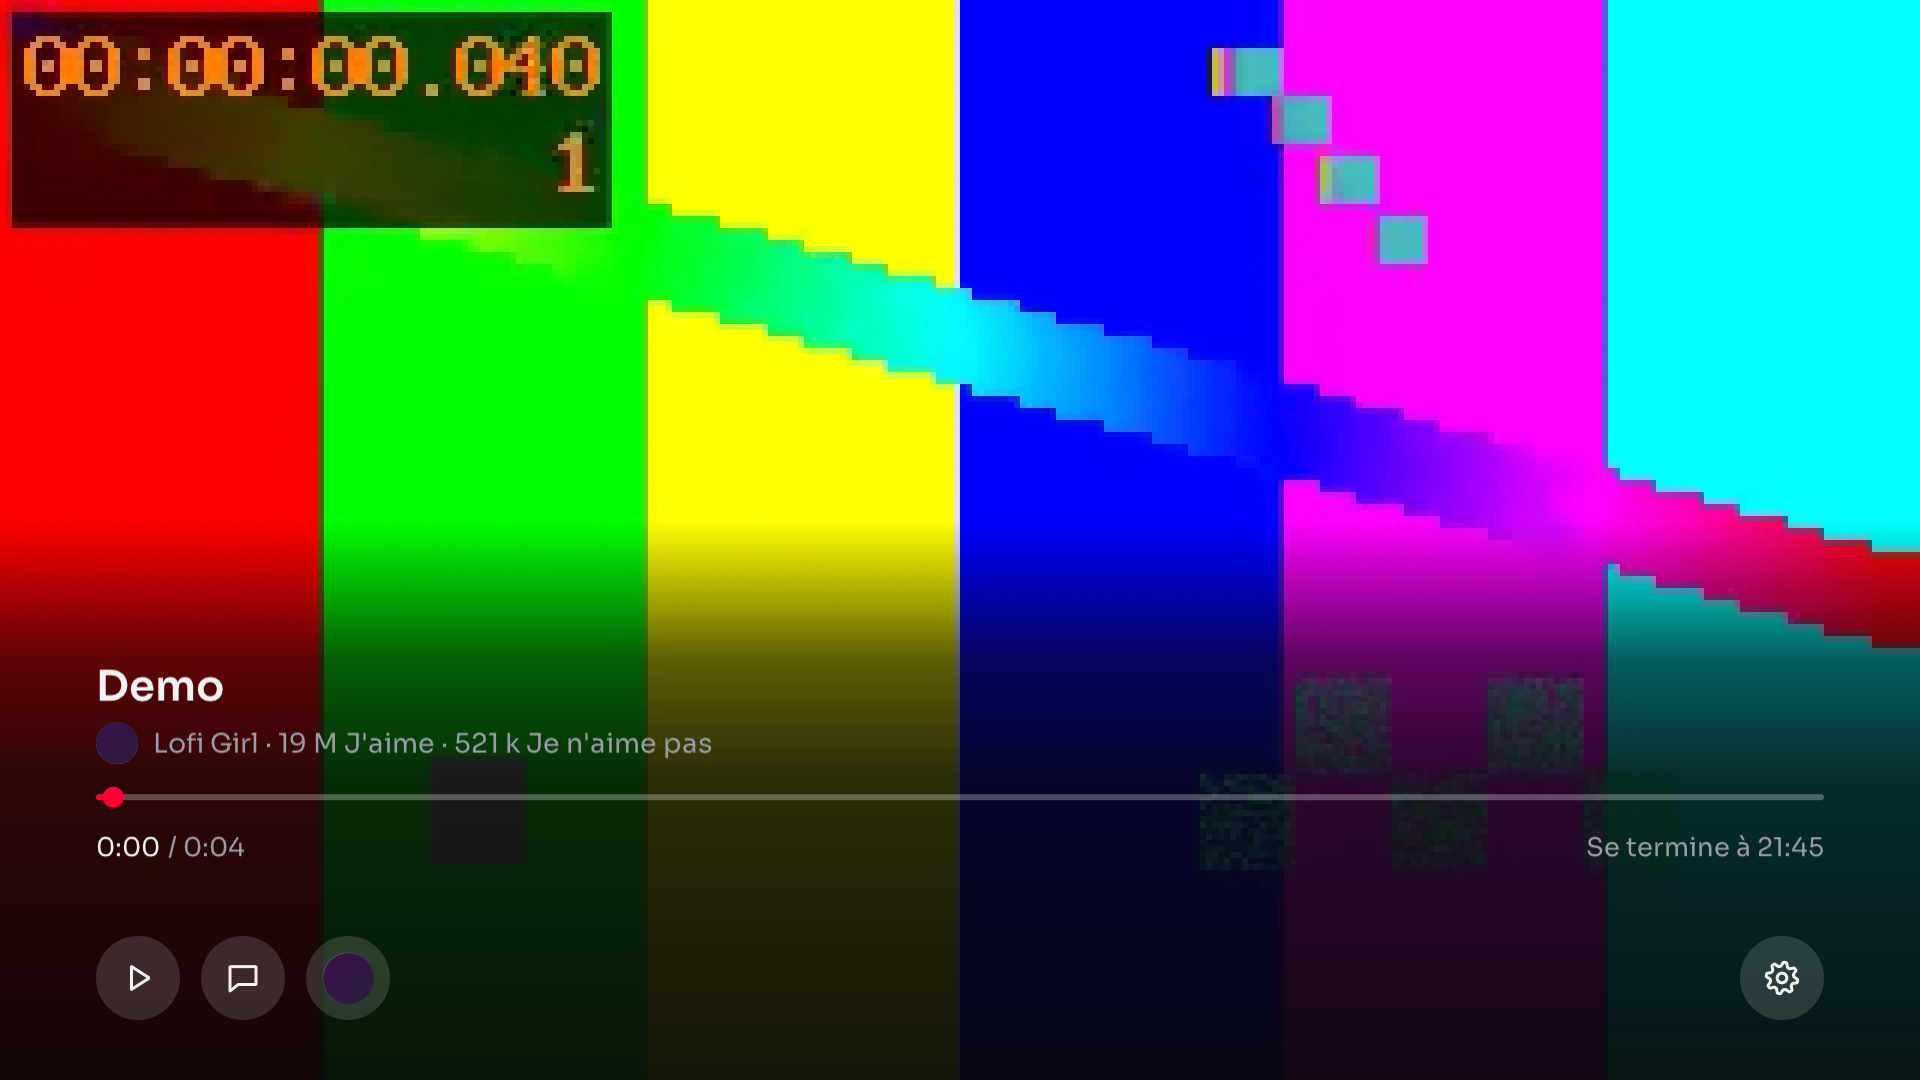 00:00:00.040
1
Demo
Lofi Girl · 19 M J'aime · 521 k Je n'aime pas
0:00 / 0:04
Se termine à 21:45